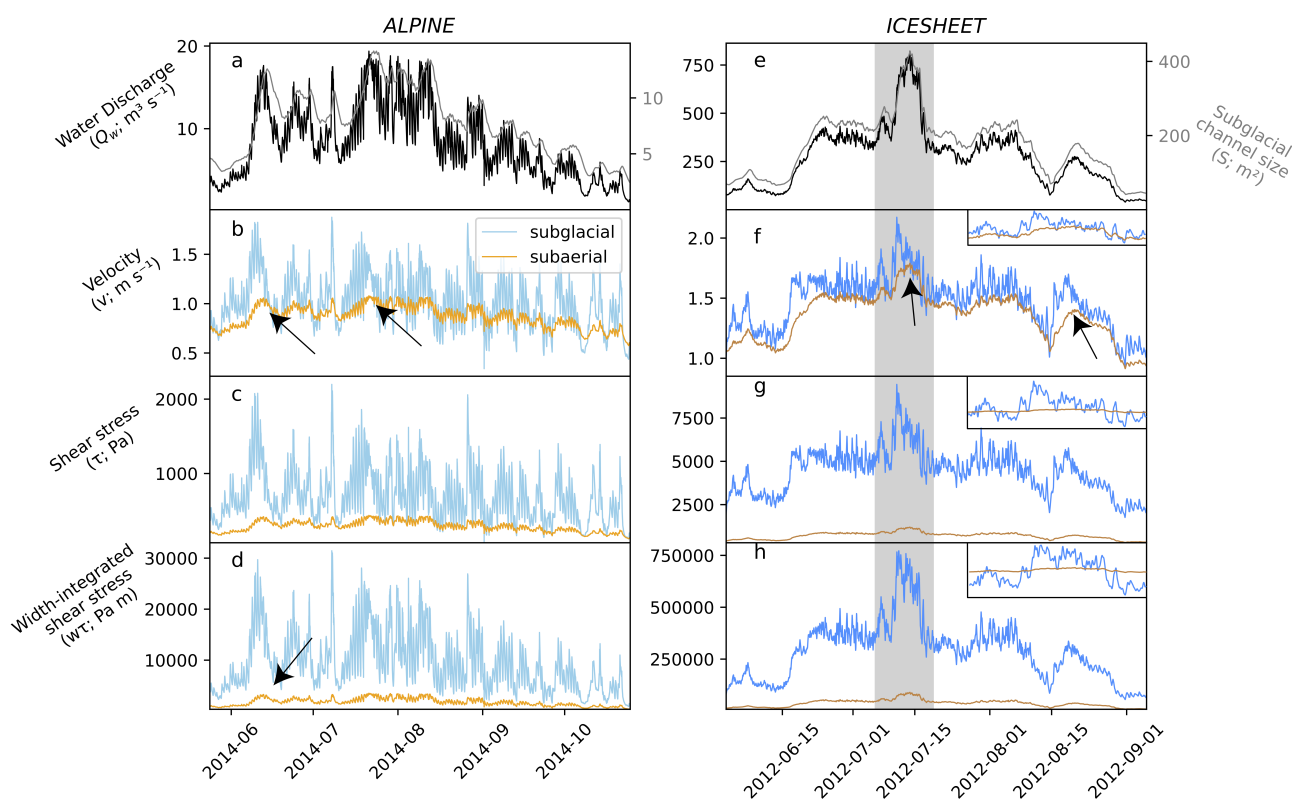 ALPINE
ICESHEET
Water Discharge
(Qw; m³ s⁻¹)
20
10
a
10
5
750
500
250
e
400
200
Subglacial
channel size
(S; m²)
Velocity
(v; m s⁻¹)
1.5
1.0
0.5
b
subglacial
subaerial
2.0
1.5
1.0
f
Shear stress
(τ; Pa)
2000
1000
c
7500
5000
2500
g
Width-integrated
shear stress
(wτ; Pa m)
30000
20000
10000
d
750000
500000
250000
h
2014-06
2014-07
2014-08
2014-09
2014-10
2012-06-15
2012-07-01
2012-07-15
2012-08-01
2012-08-15
2012-09-01